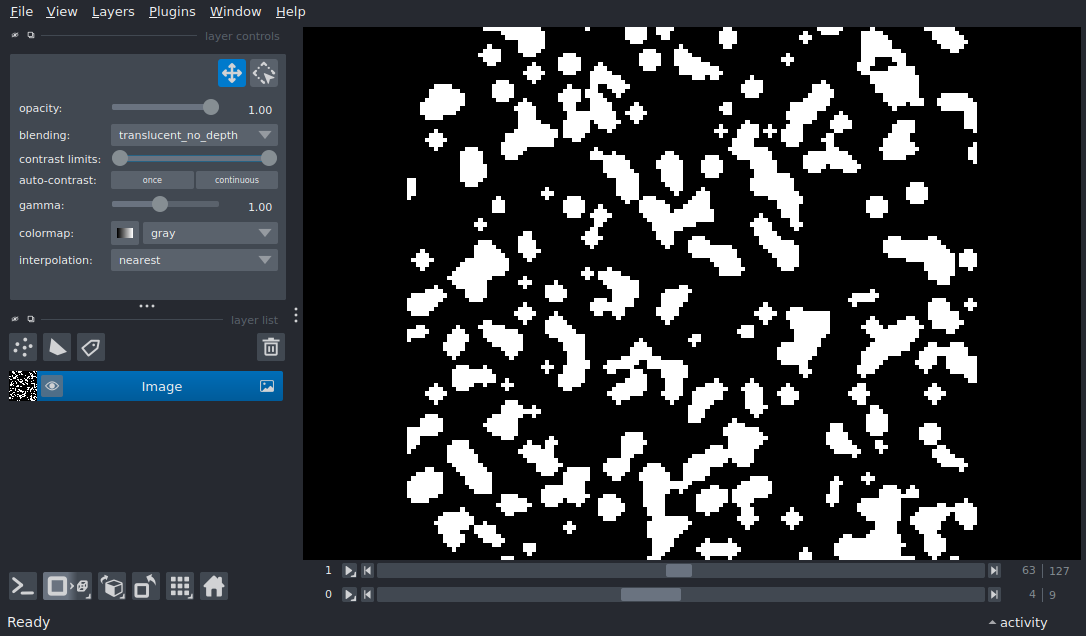 File View Layers Plugins Window Help
layer controls
opacity: 1.00
blending: translucent_no_depth
contrast limits:
auto-contrast: once continuous
gamma: 1.00
colormap: gray
interpolation: nearest
layer list
Image
1 63 127
0 4 9
Ready activity